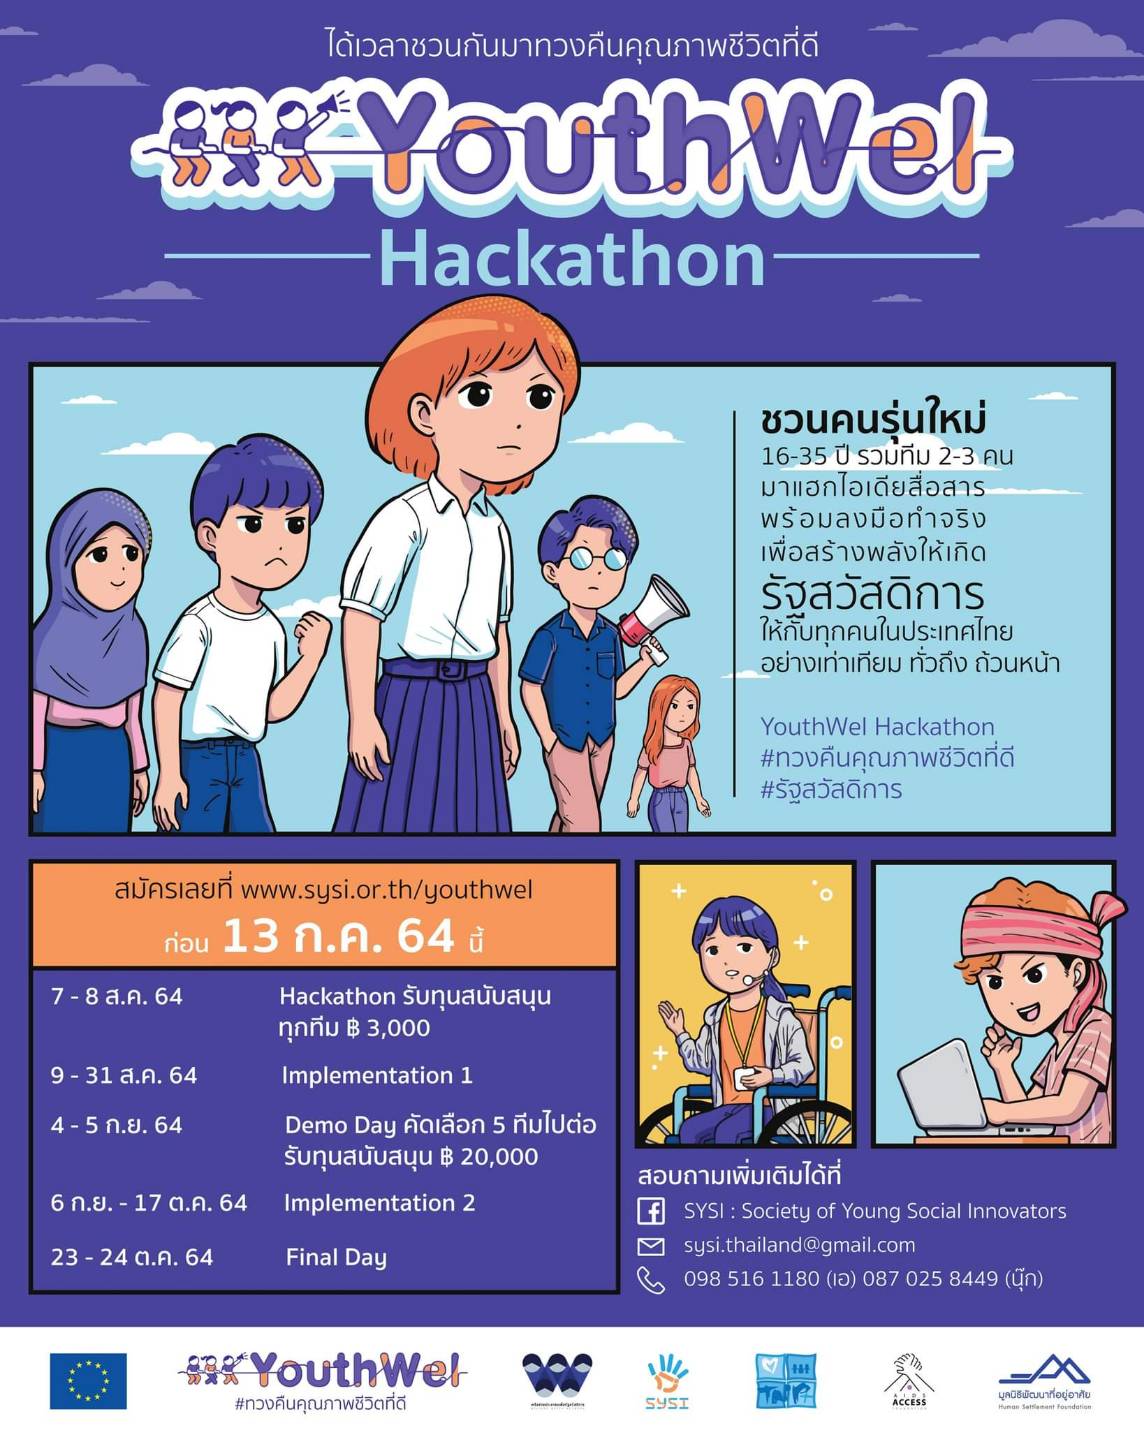 ได้เวลาชวนกันมาทวงคืนคุณภาพชีวิตที่ดี
YouthWel
Hackathon
ชวนคนรุ่นใหม่
16-35 ปี รวมทีม 2-3 คน
มาแฮกไอเดียสื่อสาร
พร้อมลงมือทำจริง
เพื่อสร้างพลังให้เกิด
รัฐสวัสดิการ
ให้กับทุกคนในประเทศไทย
อย่างเท่าเทียม ทั่วถึง ถ้วนหน้า
YouthWel Hackathon
#ทวงคืนคุณภาพชีวิตที่ดี
#รัฐสวัสดิการ
สมัครเลยที่ www.sysi.or.th/youthwel
ก่อน 13 ก.ค. 64 นี้
7 - 8 ส.ค. 64 Hackathon รับทุนสนับสนุน
ทุกทีม ฿ 3,000
9 - 31 ส.ค. 64 Implementation 1
4 - 5 ก.ย. 64 Demo Day คัดเลือก 5 ทีมไปต่อ
รับทุนสนับสนุน ฿ 20,000
6 ก.ย. - 17 ต.ค. 64 Implementation 2
23 - 24 ต.ค. 64 Final Day
สอบถามเพิ่มเติมได้ที่
SYSI : Society of Young Social Innovators
sysi.thailand@gmail.com
098 516 1180 (เอ) 087 025 8449 (นุ๊ก)
YouthWel
#ทวงคืนคุณภาพชีวิตที่ดี
SYSI
AIDS
ACCESS
มูลนิธิพัฒนาที่อยู่อาศัย
Human Settlement Foundation